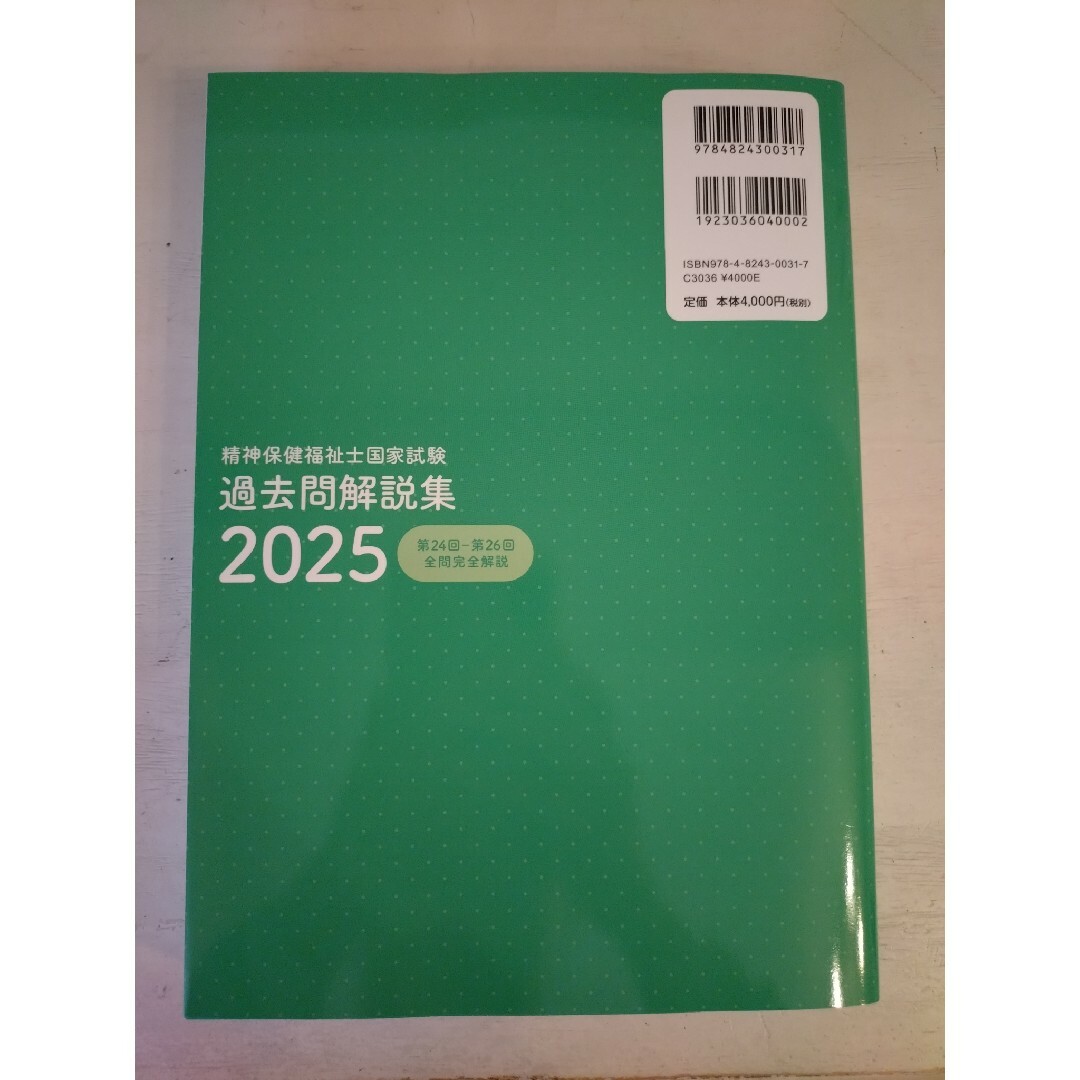 9784824300317
1923036040002
ISBN978-4-8243-0031-7
C3036 ¥4000E
定価 本体4,000円(税別)
精神保健福祉士国家試験
過去問解説集
2025
第24回−第26回
全問完全解説